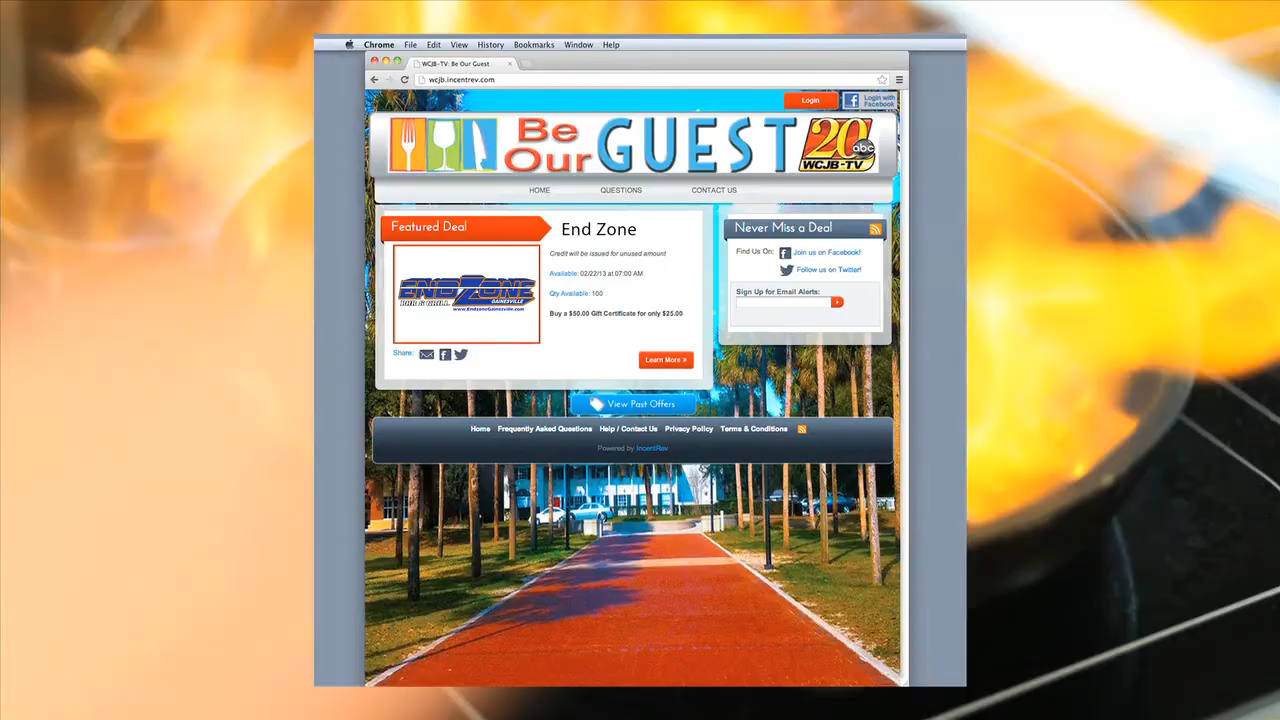 Chrome File Edit View History Bookmarks Window Help
WCJB-TV: Be Our Guest
wcjb.incentrev.com
Login
Login with
Facebook
Be
Our GUEST
20
abc
WCJB-TV
HOME QUESTIONS CONTACT US
Featured Deal
End Zone
Credit will be issued for unused amount
Available: 02/22/13 at 07:00 AM
Qty Available: 100
Buy a $50.00 Gift Certificate for only $25.00
ENDZONE
BAR & GRILL GAINESVILLE
www.EndzoneGainesville.com
Share:
Learn More »
Never Miss a Deal
Find Us On: Join us on Facebook!
Follow us on Twitter!
Sign Up for Email Alerts:
View Past Offers
Home Frequently Asked Questions Help / Contact Us Privacy Policy Terms & Conditions
Powered by IncentRev